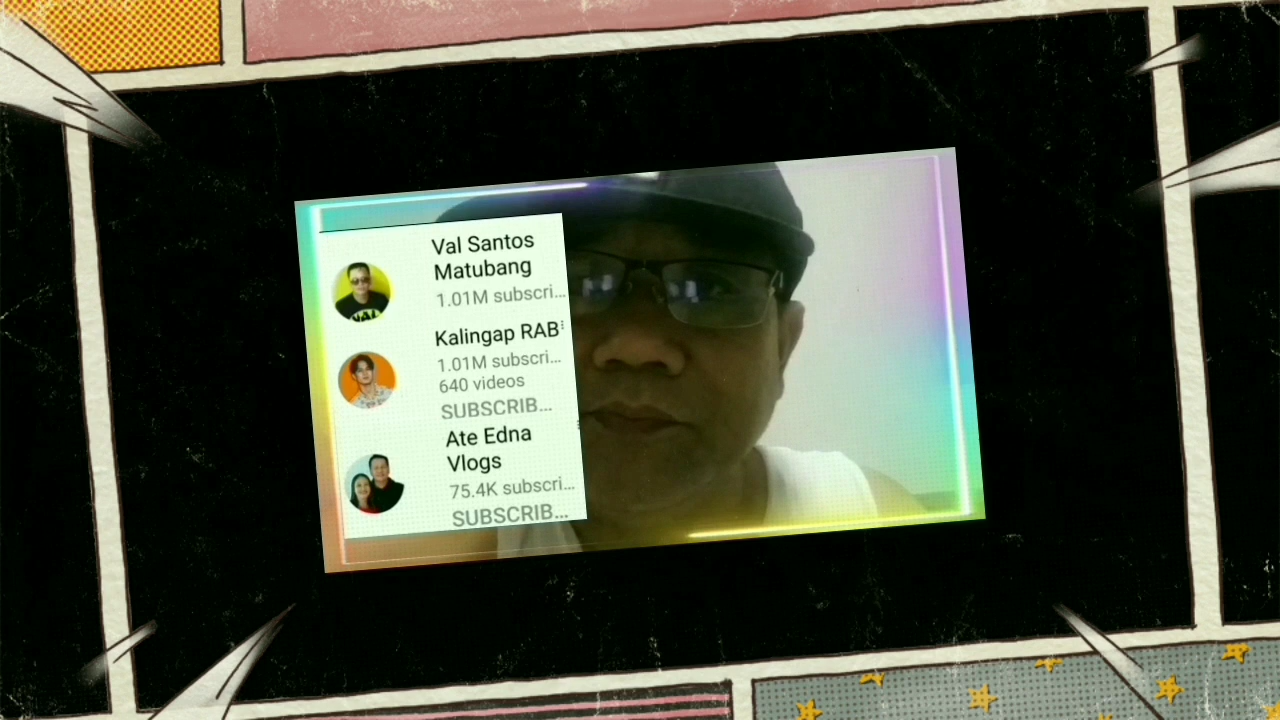 Val Santos
Matubang
1.01M subscri...
Kalingap RAB
1.01M subscri...
640 videos
SUBSCRIB...
Ate Edna
Vlogs
75.4K subscri...
SUBSCRIB...